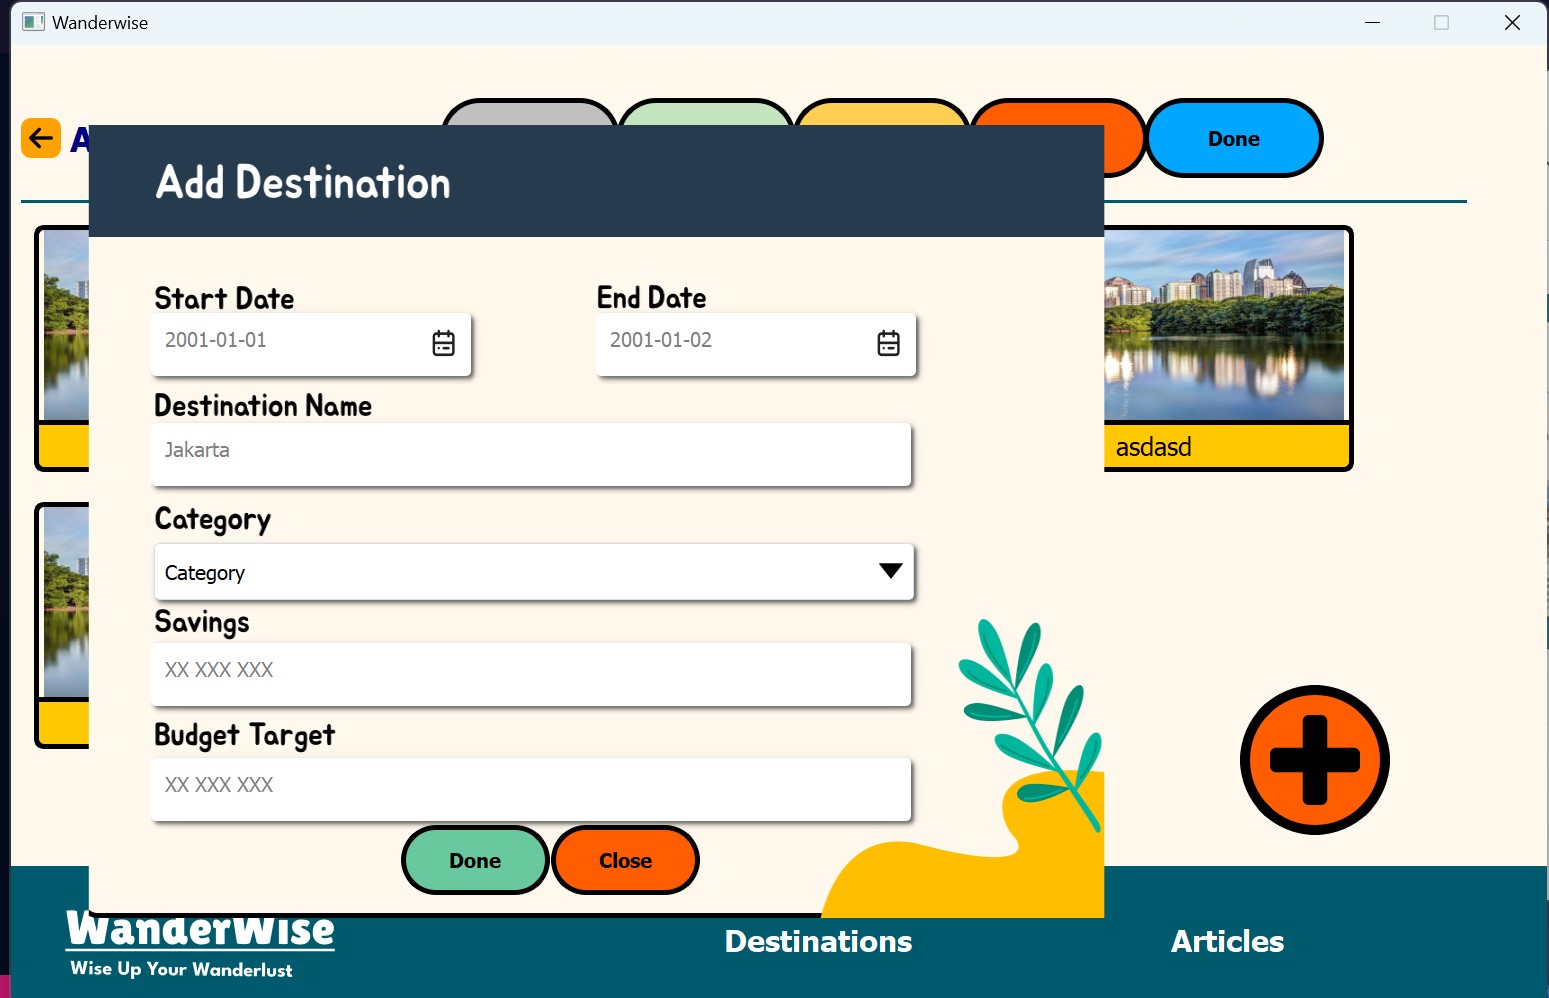 Wanderwise
A
Done
Add Destination
Start Date
End Date
2001-01-01
2001-01-02
Destination Name
Jakarta
Category
Category
Savings
XX XXX XXX
Budget Target
XX XXX XXX
Done
Close
asdasd
WanderWise
Wise Up Your Wanderlust
Destinations
Articles